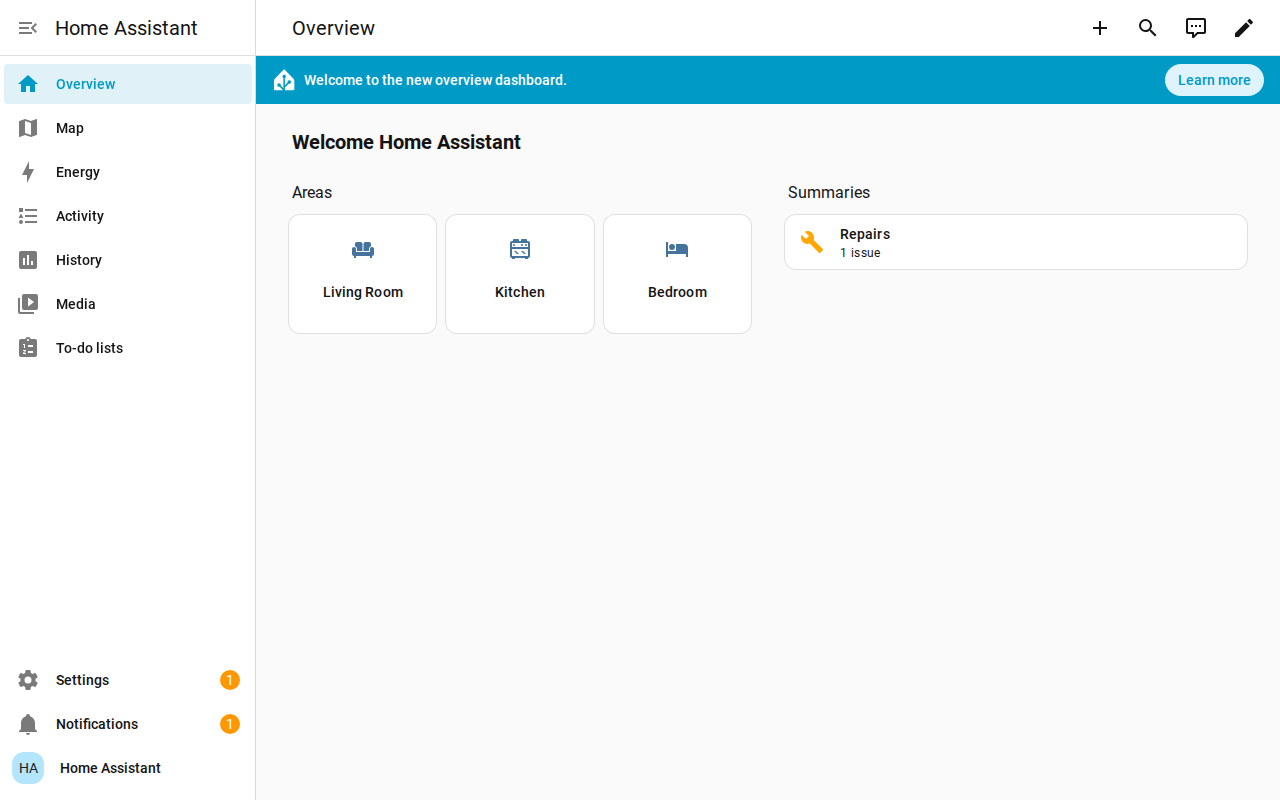 Home Assistant
Overview
Overview
Map
Energy
Activity
History
Media
To-do lists
Settings
1
Notifications
1
HA
Home Assistant
Welcome to the new overview dashboard.
Learn more
Welcome Home Assistant
Areas
Living Room
Kitchen
Bedroom
Summaries
Repairs
1 issue